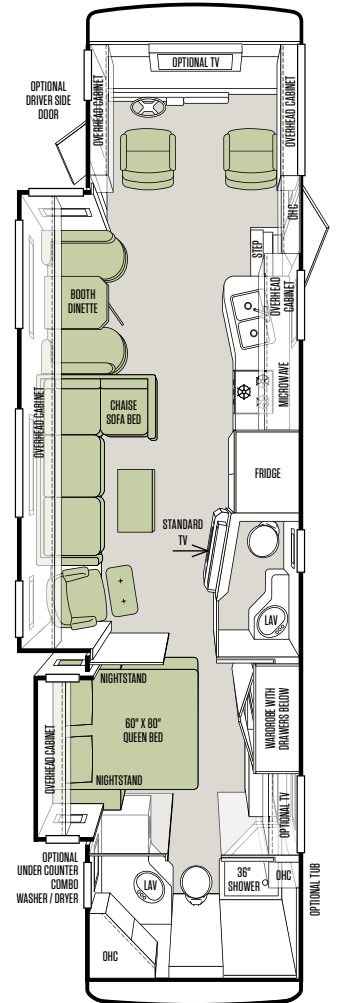 OPTIONAL TV
OPTIONAL
DRIVER SIDE
DOOR
OVERHEAD CABINET
OVERHEAD CABINET
OHC
STEP
OVERHEAD
CABINET
BOOTH
DINETTE
MICROWAVE
OVERHEAD CABINET
CHAISE
SOFA BED
FRIDGE
STANDARD
TV
LAV
NIGHTSTAND
WARDROBE WITH
DRAWERS BELOW
60" X 80"
QUEEN BED
OVERHEAD CABINET
NIGHTSTAND
OPTIONAL TV
OPTIONAL
UNDER COUNTER
COMBO
WASHER / DRYER
LAV
36"
SHOWER
OHC
OPTIONAL TUB
OHC